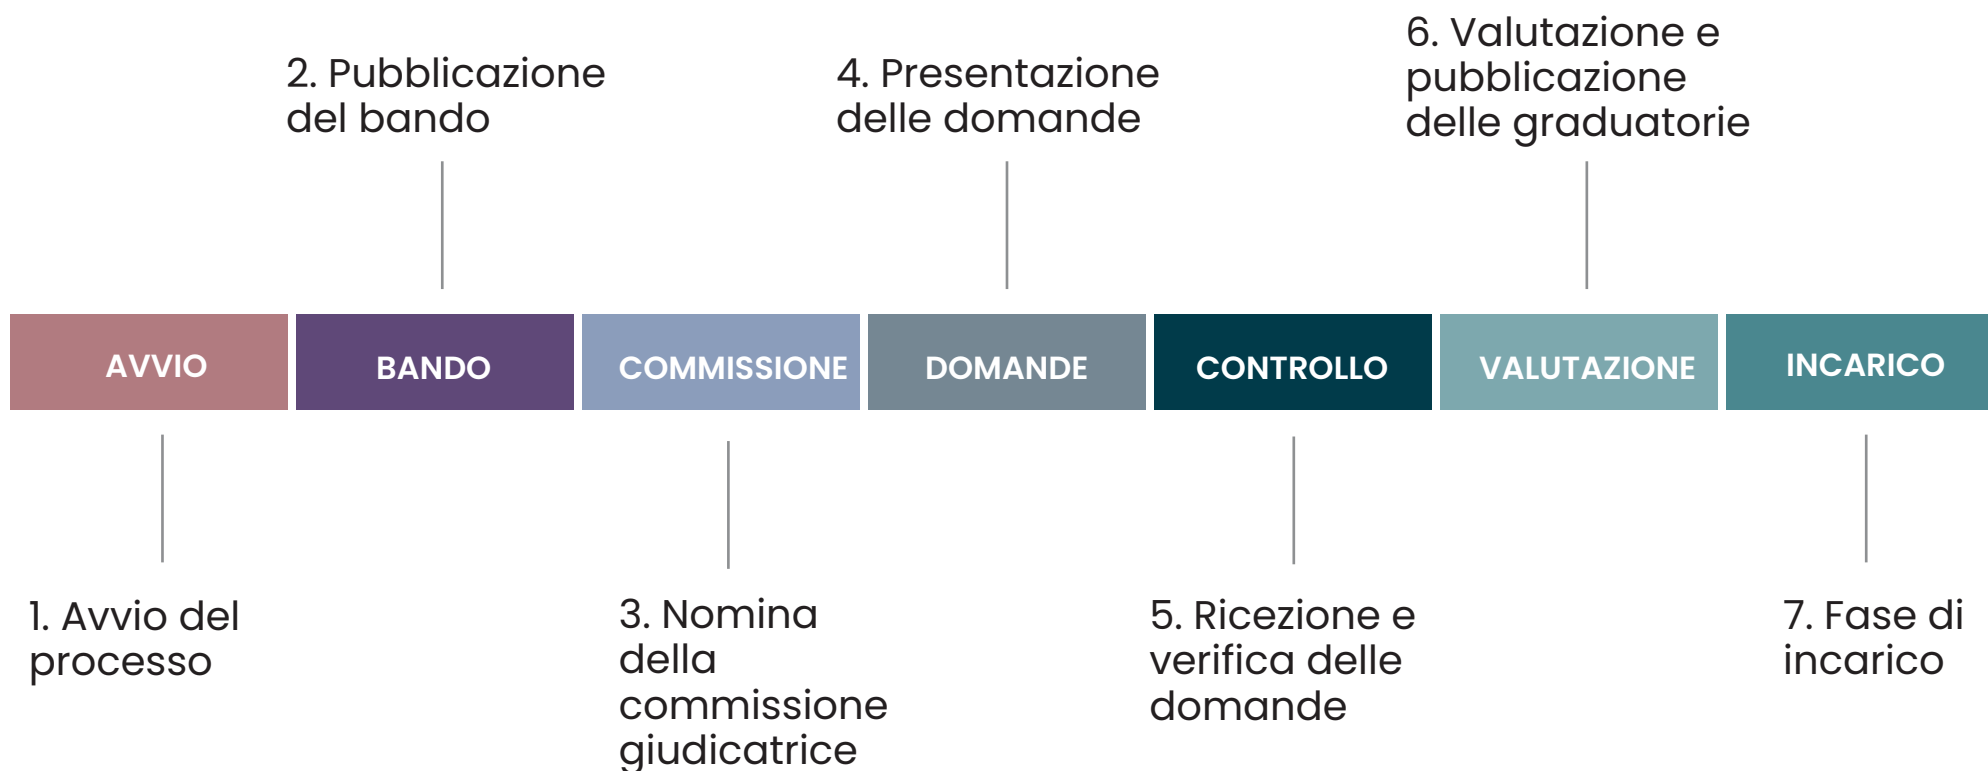 2. Pubblicazione
del bando
4. Presentazione
delle domande
6. Valutazione e
pubblicazione
delle graduatorie
AVVIO
BANDO
COMMISSIONE
DOMANDE
CONTROLLO
VALUTAZIONE
INCARICO
1. Avvio del
processo
3. Nomina
della
commissione
giudicatrice
5. Ricezione e
verifica delle
domande
7. Fase di
incarico